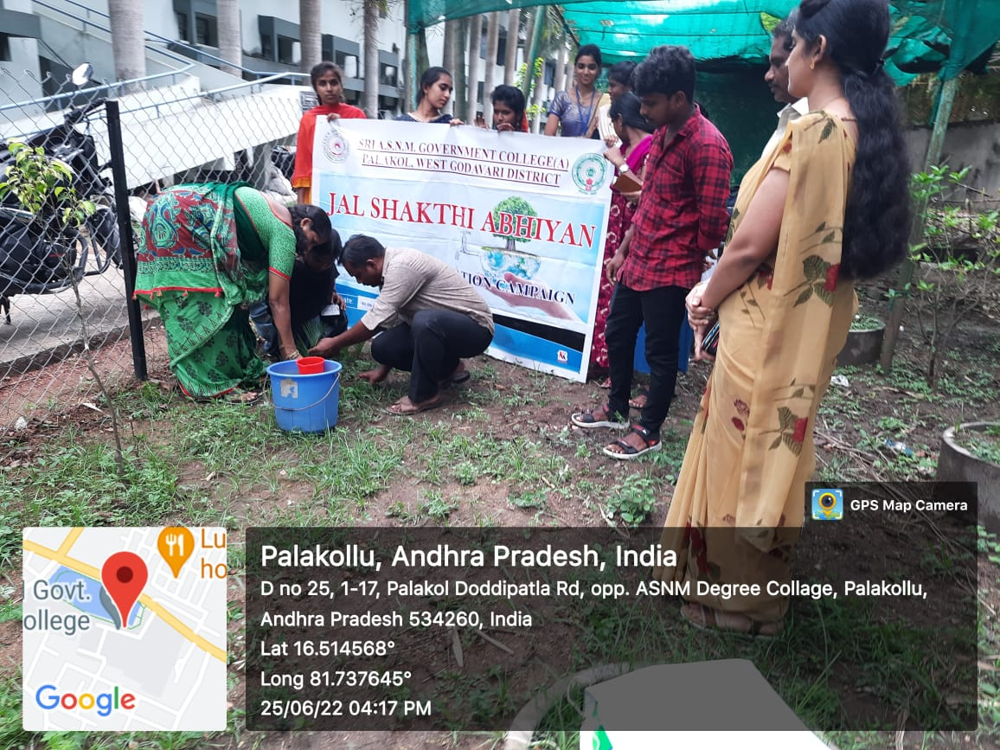 SRI A.S.N.M. GOVERNMENT COLLEGE(A)
PALAKOL, WEST GODAVARI DISTRICT
JAL SHAKTHI ABHIYAN
CAMPAIGN
GPS Map Camera
Lu
ho
Govt.
ollege
Google
Palakollu, Andhra Pradesh, India
D no 25, 1-17, Palakol Doddipatla Rd, opp. ASNM Degree Collage, Palakollu,
Andhra Pradesh 534260, India
Lat 16.514568°
Long 81.737645°
25/06/22 04:17 PM